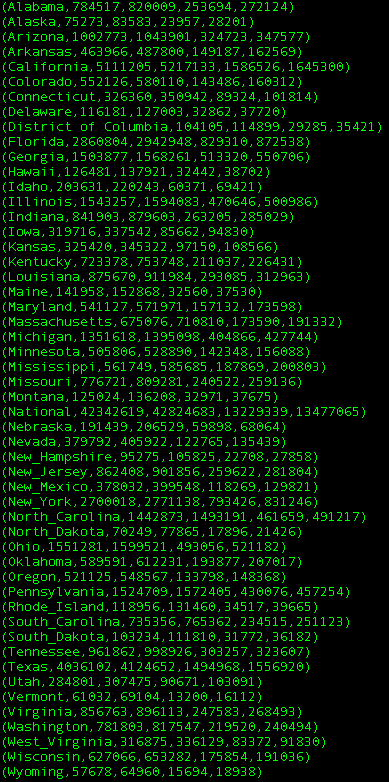 (Alabama,784517,820009,253694,272124)
(Alaska,75273,83583,23957,28201)
(Arizona,1002773,1043901,324723,347577)
(Arkansas,463966,487800,149187,162569)
(California,5111205,5217133,1586526,1645300)
(Colorado,552126,580110,143486,160312)
(Connecticut,326360,350942,89324,101814)
(Delaware,116181,127003,32862,37720)
(District of Columbia,104105,114899,29285,35421)
(Florida,2860804,2942948,829310,872538)
(Georgia,1503877,1568261,513320,550706)
(Hawaii,126481,137921,32442,38702)
(Idaho,203631,220243,60371,69421)
(Illinois,1543257,1594083,470646,500986)
(Indiana,841903,879603,263205,285029)
(Iowa,319716,337542,85662,94830)
(Kansas,325420,345322,97150,108566)
(Kentucky,723378,753748,211037,226431)
(Louisiana,875670,911984,293085,312963)
(Maine,141958,152868,32560,37530)
(Maryland,541127,571971,157132,173598)
(Massachusetts,675076,710810,173590,191332)
(Michigan,1351618,1395098,404866,427744)
(Minnesota,505806,528890,142348,156088)
(Mississippi,561749,585685,187869,200803)
(Missouri,776721,809281,240522,259136)
(Montana,125024,136208,32971,37675)
(National,42342619,42824683,13229339,13477065)
(Nebraska,191439,206529,59898,68064)
(Nevada,379792,405922,122765,135439)
(New_Hampshire,95275,105825,22708,27858)
(New_Jersey,862408,901856,259622,281804)
(New_Mexico,378032,399548,118269,129821)
(New_York,2700018,2771138,793426,831246)
(North_Carolina,1442873,1493191,461659,491217)
(North_Dakota,70249,77865,17896,21426)
(Ohio,1551281,1599521,493056,521182)
(Oklahoma,589591,612231,193877,207017)
(Oregon,521125,548567,133798,148368)
(Pennsylvania,1524709,1572405,430076,457254)
(Rhode_Island,118956,131460,34517,39665)
(South_Carolina,735356,765362,234515,251123)
(South_Dakota,103234,111810,31772,36182)
(Tennessee,961862,998926,303257,323607)
(Texas,4036102,4124652,1494968,1556920)
(Utah,284801,307475,90671,103091)
(Vermont,61032,69104,13200,16112)
(Virginia,856763,896113,247583,268493)
(Washington,781803,817547,219520,240494)
(West_Virginia,316875,336129,83372,91830)
(Wisconsin,627066,653282,175854,191036)
(Wyoming,57678,64960,15694,18938)